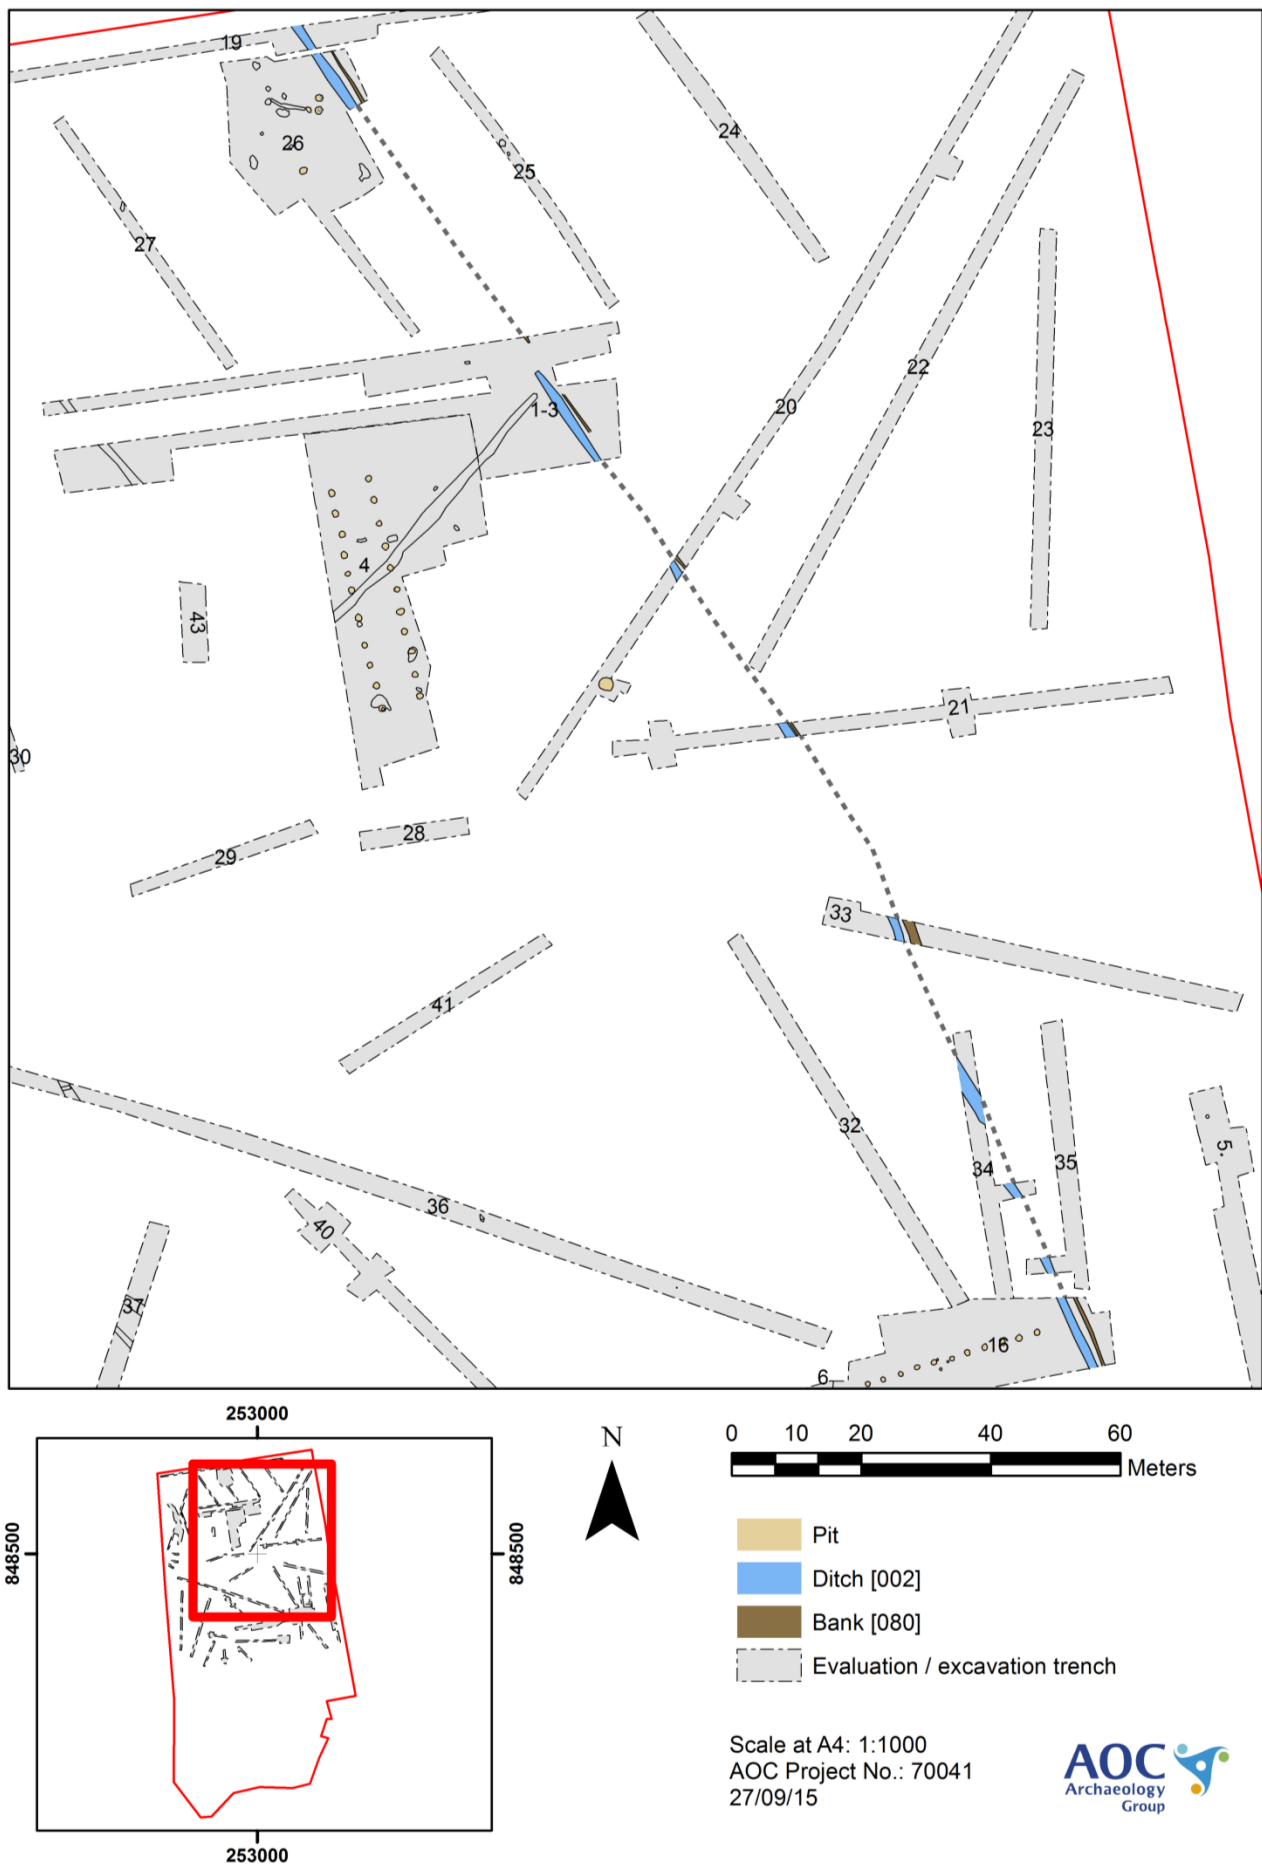 19
24
26
25
27
22
20
1-3
23
4
43
21
30
28
29
33
41
32
34
35
5
36
40
37
16
6
253000
848500
848500
253000
N
0 10 20 40 60
Meters
Pit
Ditch [002]
Bank [080]
Evaluation / excavation trench
Scale at A4: 1:1000
AOC Project No.: 70041
27/09/15
AOC
Archaeology
Group